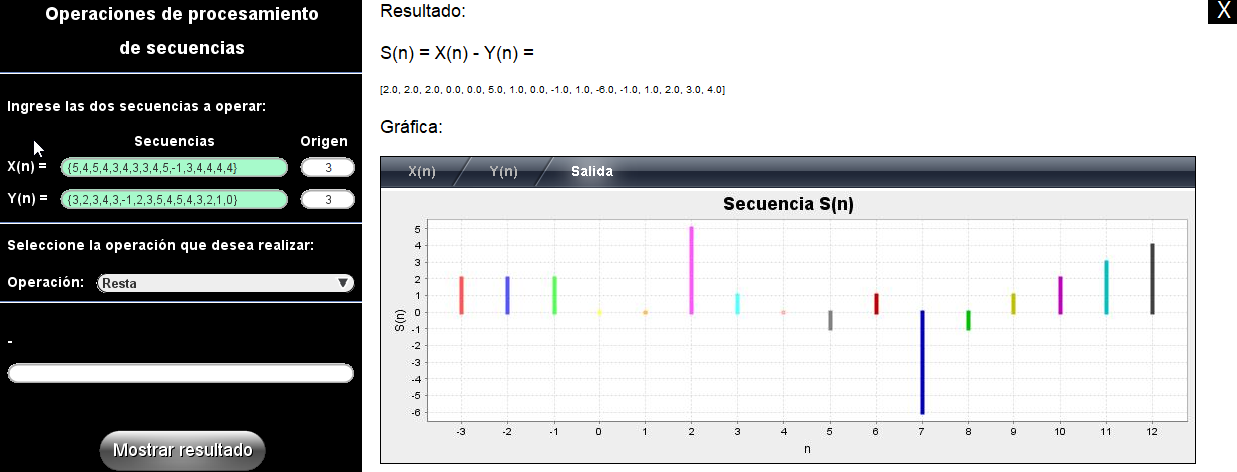 Operaciones de procesamiento
de secuencias
Ingrese las dos secuencias a operar:
Secuencias
Origen
X(n) =
{5,4,5,4,3,4,3,3,4,5,-1,3,4,4,4,4}
3
Y(n) =
{3,2,3,4,3,-1,2,3,5,4,5,4,3,2,1,0}
3
Seleccione la operación que desea realizar:
Operación:
Resta
-
Mostrar resultado
X
Resultado:
S(n) = X(n) - Y(n) =
[2.0, 2.0, 2.0, 0.0, 0.0, 5.0, 1.0, 0.0, -1.0, 1.0, -6.0, -1.0, 1.0, 2.0, 3.0, 4.0]
Gráfica:
X(n)
Y(n)
Salida
Secuencia S(n)
S(n)
5
4
3
2
1
0
-1
-2
-3
-4
-5
-6
-3 -2 -1 0 1 2 3 4 5 6 7 8 9 10 11 12
n